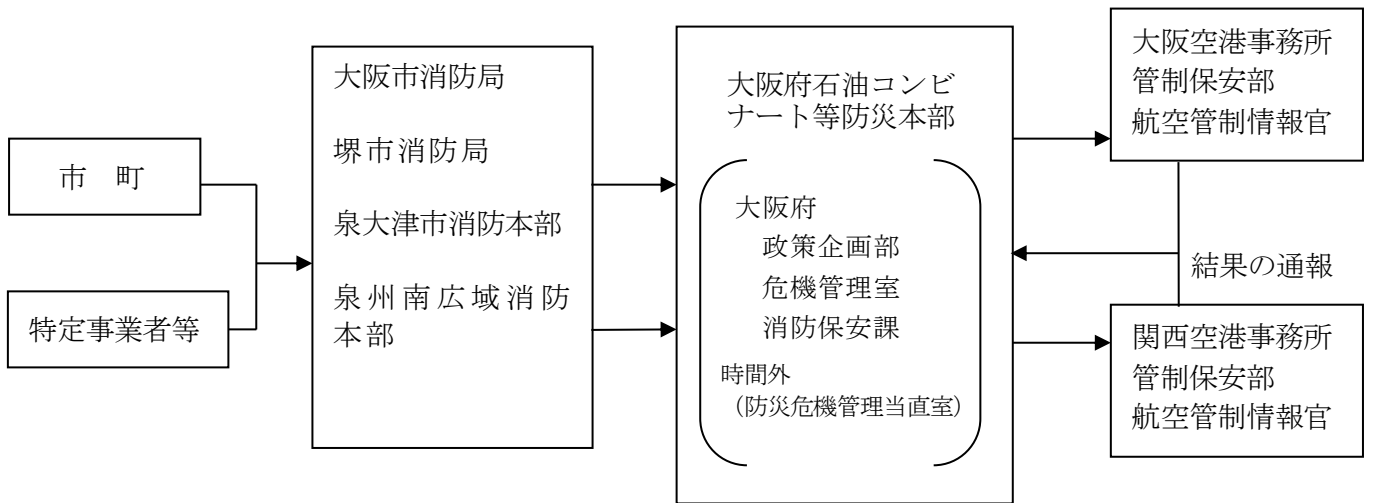 市　町
特定事業者等
大阪市消防局
堺市消防局
泉大津市消防本部
泉州南広域消防
本部
大阪府石油コンビ
ナート等防災本部
大阪府
政策企画部
危機管理室
消防保安課
時間外
（防災危機管理当直室）
大阪空港事務所
管制保安部
航空管制情報官
結果の通報
関西空港事務所
管制保安部
航空管制情報官